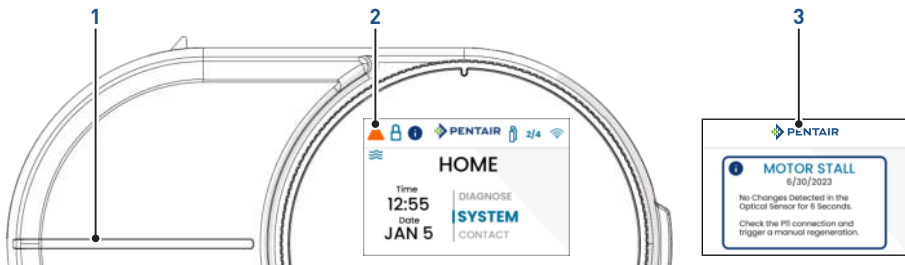 1
2
3
i PENTAIR 2/4
HOME
Time
12:55
Date
JAN 5
DIAGNOSE
SYSTEM
CONTACT
PENTAIR
i MOTOR STALL
6/30/2023
No Changes Detected in the
Optical Sensor for 6 Seconds.
Check the P11 connection and
trigger a manual regeneration.